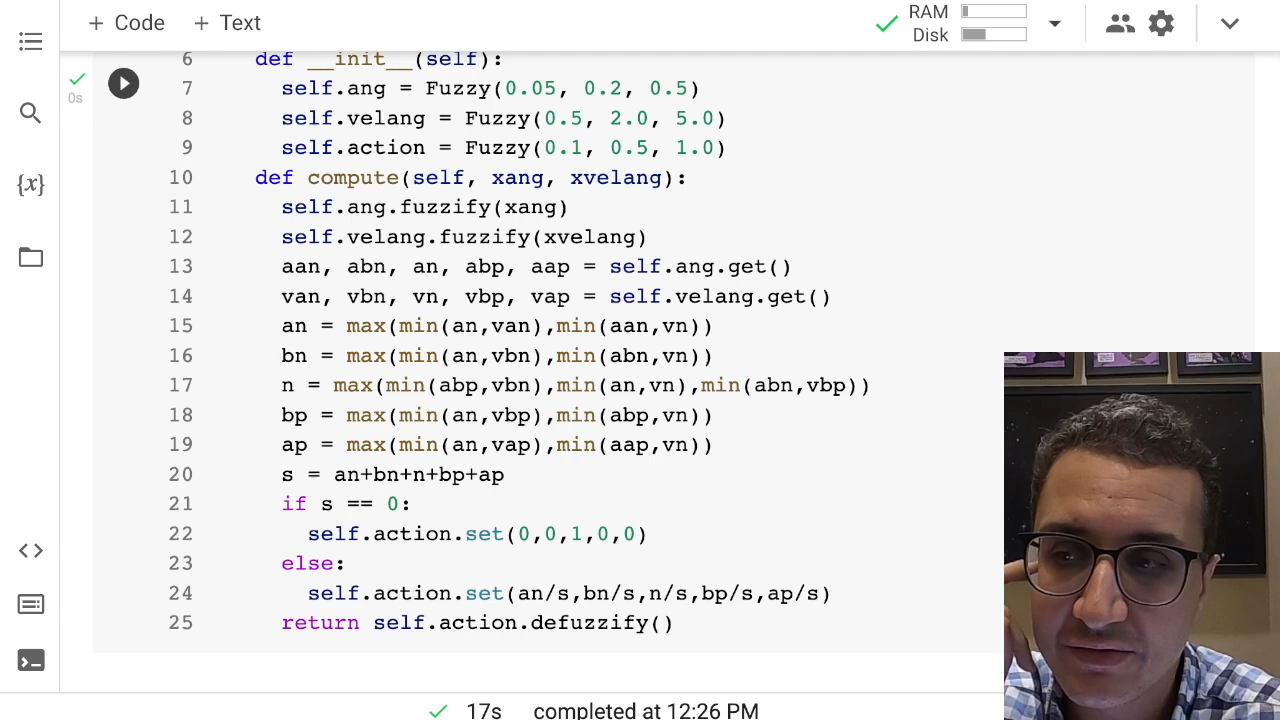 + Code + Text
RAM
Disk
0s
{x}
6 def __init__(self):
7 self.ang = Fuzzy(0.05, 0.2, 0.5)
8 self.velang = Fuzzy(0.5, 2.0, 5.0)
9 self.action = Fuzzy(0.1, 0.5, 1.0)
10 def compute(self, xang, xvelang):
11 self.ang.fuzzify(xang)
12 self.velang.fuzzify(xvelang)
13 aan, abn, an, abp, aap = self.ang.get()
14 van, vbn, vn, vbp, vap = self.velang.get()
15 an = max(min(an,van),min(aan,vn))
16 bn = max(min(an,vbn),min(abn,vn))
17 n = max(min(abp,vbn),min(an,vn),min(abn,vbp))
18 bp = max(min(an,vbp),min(abp,vn))
19 ap = max(min(an,vap),min(aap,vn))
20 s = an+bn+n+bp+ap
21 if s == 0:
22 self.action.set(0,0,1,0,0)
23 else:
24 self.action.set(an/s,bn/s,n/s,bp/s,ap/s)
25 return self.action.defuzzify()
17s completed at 12:26 PM